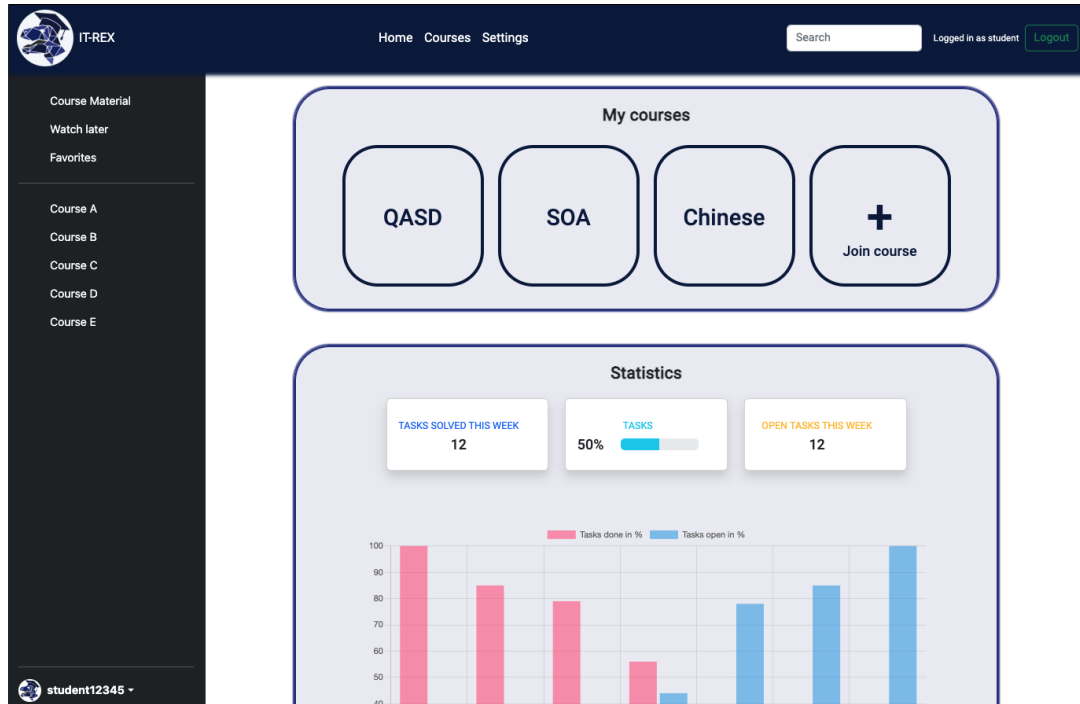 IT-REX
Home Courses Settings
Search
Logged in as student
Logout
Course Material
Watch later
Favorites
Course A
Course B
Course C
Course D
Course E
student12345
My courses
QASD
SOA
Chinese
+
Join course
Statistics
TASKS SOLVED THIS WEEK
12
TASKS
50%
OPEN TASKS THIS WEEK
12
Tasks done in % Tasks open in %
100
90
80
70
60
50
40